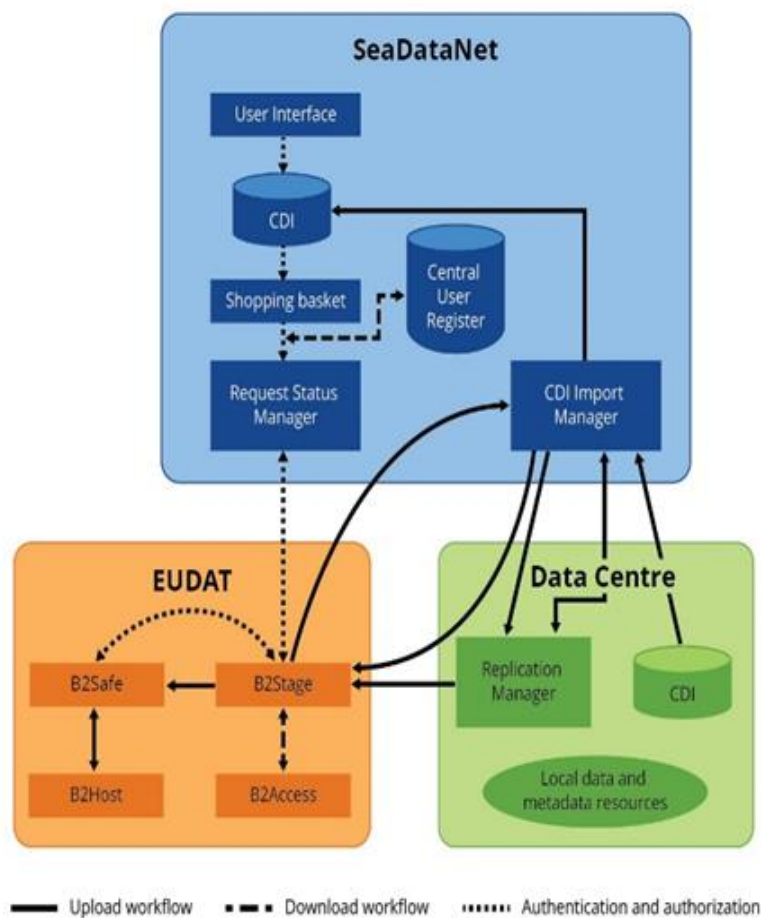 SeaDataNet
User Interface
CDI
Shopping basket
Central
User
Register
Request Status
Manager
CDI Import
Manager
EUDAT
B2Safe
B2Stage
B2Host
B2Access
Data Centre
Replication
Manager
CDI
Local data and
metadata resources
Upload workflow
Download workflow
Authentication and authorization